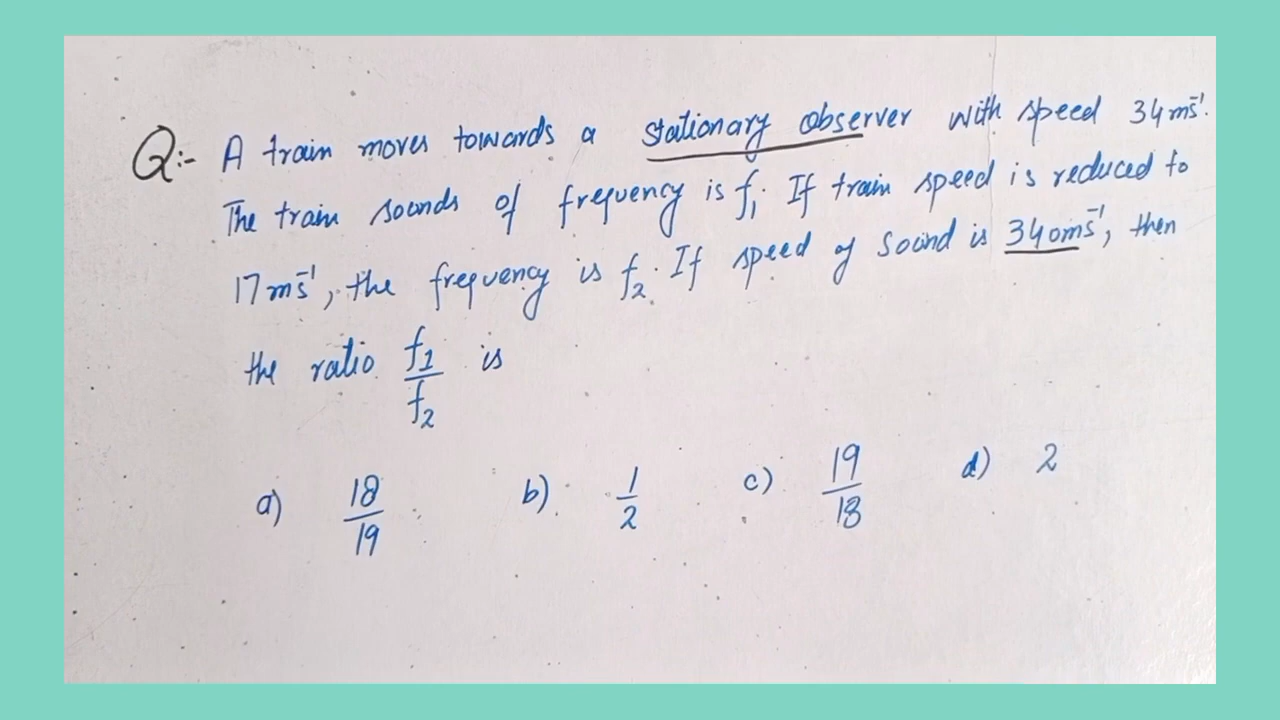 Q:- A train moves towards a stationary observer with speed 34ms⁻¹.
The train sounds of frequency is f₁. If train speed is reduced to
17ms⁻¹, the frequency is f₂. If speed of sound is 340ms⁻¹, then
the ratio f₁/f₂ is
a) 18/19 b) 1/2 c) 19/18 d) 2